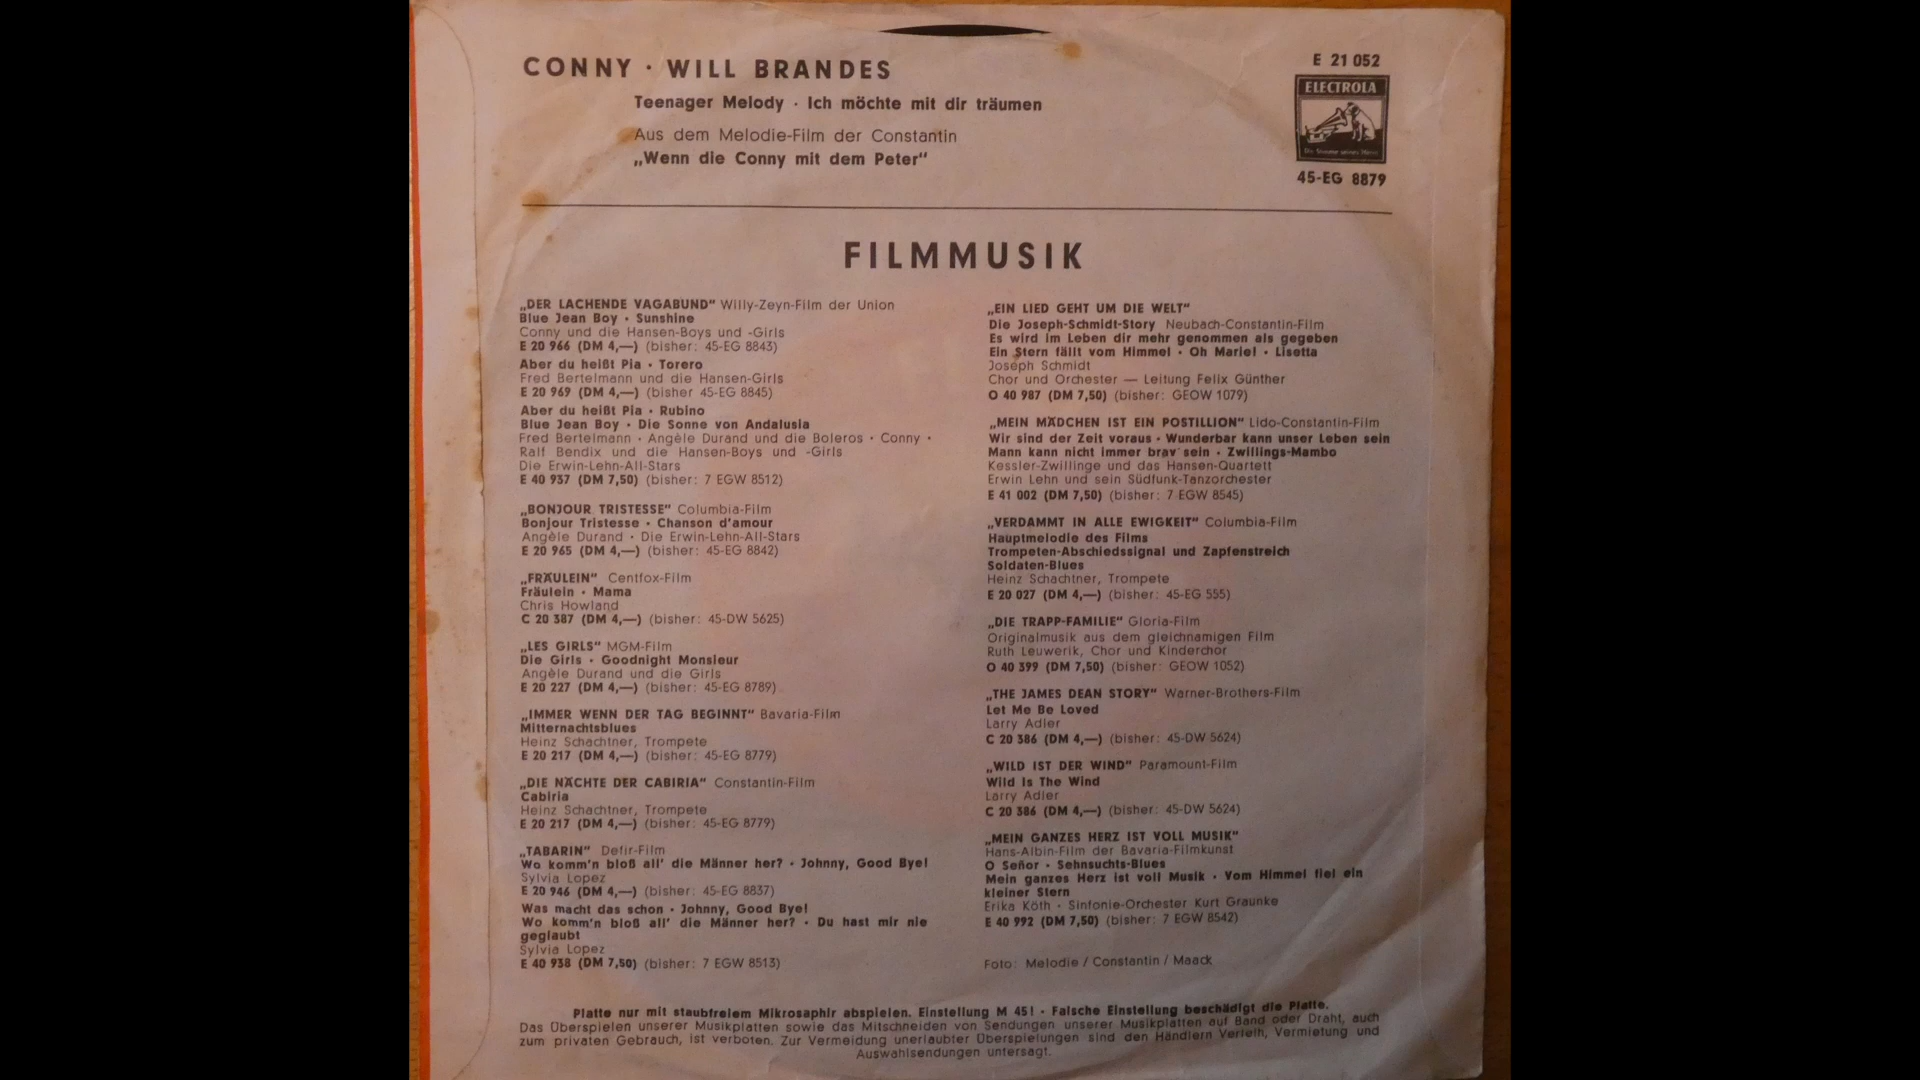 CONNY · WILL BRANDES
Teenager Melody · Ich möchte mit dir träumen
Aus dem Melodie-Film der Constantin
„Wenn die Conny mit dem Peter“
E 21 052
ELECTROLA
Die Stimme seines Herrn
45-EG 8879
FILMMUSIK
„DER LACHENDE VAGABUND“ Willy-Zeyn-Film der Union
Blue Jean Boy · Sunshine
Conny und die Hansen-Boys und -Girls
E 20 966 (DM 4,—) (bisher: 45-EG 8843)
Aber du heißt Pia · Torero
Fred Bertelmann und die Hansen-Girls
E 20 969 (DM 4,—) (bisher 45-EG 8845)
Aber du heißt Pia · Rubino
Blue Jean Boy · Die Sonne von Andalusia
Fred Bertelmann · Angèle Durand und die Boleros · Conny ·
Ralf Bendix und die Hansen-Boys und -Girls
Die Erwin-Lehn-All-Stars
E 40 937 (DM 7,50) (bisher: 7 EGW 8512)
„BONJOUR TRISTESSE“ Columbia-Film
Bonjour Tristesse · Chanson d'amour
Angèle Durand · Die Erwin-Lehn-All-Stars
E 20 965 (DM 4,—) (bisher: 45-EG 8842)
„FRÄULEIN“ Centfox-Film
Fräulein · Mama
Chris Howland
C 20 387 (DM 4,—) (bisher: 45-DW 5625)
„LES GIRLS“ MGM-Film
Die Girls · Goodnight Monsieur
Angèle Durand und die Girls
E 20 227 (DM 4,—) (bisher: 45-EG 8789)
„IMMER WENN DER TAG BEGINNT“ Bavaria-Film
Mitternachtsblues
Heinz Schachtner, Trompete
E 20 217 (DM 4,—) (bisher: 45-EG 8779)
„DIE NÄCHTE DER CABIRIA“ Constantin-Film
Cabiria
Heinz Schachtner, Trompete
E 20 217 (DM 4,—) (bisher: 45-EG 8779)
„TABARIN“ Defir-Film
Wo komm'n bloß all' die Männer her? · Johnny, Good Bye!
Sylvia Lopez
E 20 946 (DM 4,—) (bisher: 45-EG 8837)
Was macht das schon · Johnny, Good Bye!
Wo komm'n bloß all' die Männer her? · Du hast mir nie
geglaubt
Sylvia Lopez
E 40 938 (DM 7,50) (bisher: 7 EGW 8513)
„EIN LIED GEHT UM DIE WELT“
Die Joseph-Schmidt-Story Neubach-Constantin-Film
Es wird im Leben dir mehr genommen als gegeben
Ein Stern fällt vom Himmel · Oh Marie! · Lisetta
Joseph Schmidt
Chor und Orchester — Leitung Felix Günther
O 40 987 (DM 7,50) (bisher: GEOW 1079)
„MEIN MÄDCHEN IST EIN POSTILLION“ Lido-Constantin-Film
Wir sind der Zeit voraus · Wunderbar kann unser Leben sein
Mann kann nicht immer brav sein · Zwillings-Mambo
Kessler-Zwillinge und das Hansen-Quartett
Erwin Lehn und sein Südfunk-Tanzorchester
E 41 002 (DM 7,50) (bisher: 7 EGW 8545)
„VERDAMMT IN ALLE EWIGKEIT“ Columbia-Film
Hauptmelodie des Films
Trompeten-Abschiedssignal und Zapfenstreich
Soldaten-Blues
Heinz Schachtner, Trompete
E 20 027 (DM 4,—) (bisher: 45-EG 555)
„DIE TRAPP-FAMILIE“ Gloria-Film
Originalmusik aus dem gleichnamigen Film
Ruth Leuwerik, Chor und Kinderchor
O 40 399 (DM 7,50) (bisher: GEOW 1052)
„THE JAMES DEAN STORY“ Warner-Brothers-Film
Let Me Be Loved
Larry Adler
C 20 386 (DM 4,—) (bisher: 45-DW 5624)
„WILD IST DER WIND“ Paramount-Film
Wild Is The Wind
Larry Adler
C 20 386 (DM 4,—) (bisher: 45-DW 5624)
„MEIN GANZES HERZ IST VOLL MUSIK“
Hans-Albin-Film der Bavaria-Filmkunst
O Señor · Sehnsuchts-Blues
Mein ganzes Herz ist voll Musik · Vom Himmel fiel ein
kleiner Stern
Erika Köth · Sinfonie-Orchester Kurt Graunke
E 40 992 (DM 7,50) (bisher: 7 EGW 8542)
Foto: Melodie / Constantin / Maack
Platte nur mit staubfreiem Mikrosaphir abspielen. Einstellung M 45! · Falsche Einstellung beschädigt die Platte.
Das Überspielen unserer Musikplatten sowie das Mitschneiden von Sendungen unserer Musikplatten auf Band oder Draht, auch
zum privaten Gebrauch, ist verboten. Zur Vermeidung unerlaubter Überspielungen sind den Händlern Verleih, Vermietung und
Auswahlsendungen untersagt.